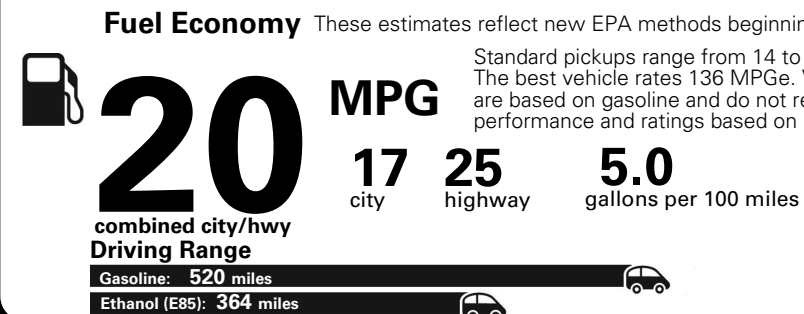 Fuel Economy These estimates reflect new EPA methods
Standard pickups range from 14 to
The best vehicle rates 136 MPGe.
are based on gasoline and do not
performance and ratings based on
20 MPG
combined city/hwy
17 city
25 highway
5.0 gallons per 100 miles
Driving Range
Gasoline: 520 miles
Ethanol (E85): 364 miles